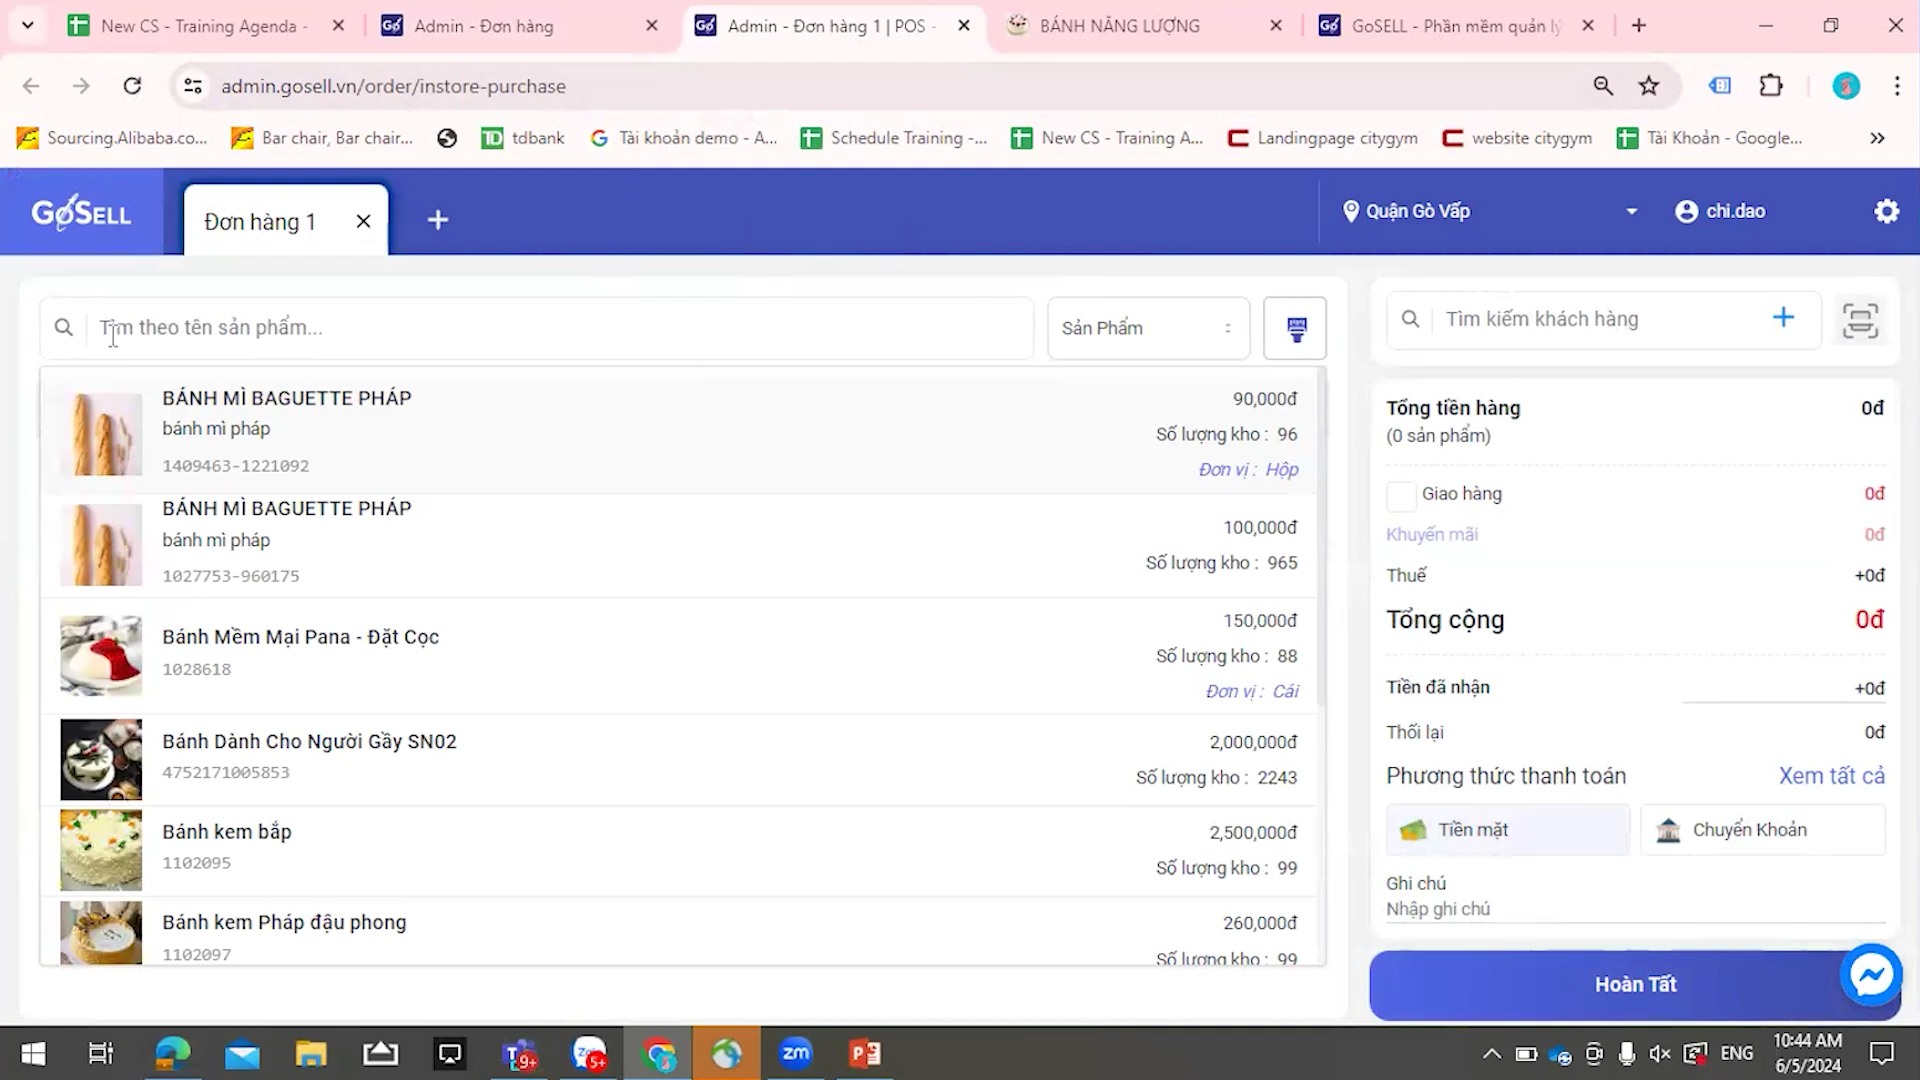 New CS - Training Agenda -
Admin - Đơn hàng
Admin - Đơn hàng 1 | POS -
BÁNH NĂNG LƯỢNG
GoSELL - Phần mềm quản lý
admin.gosell.vn/order/instore-purchase
Sourcing.Alibaba.co...
Bar chair, Bar chair...
TD tdbank
Tài khoản demo - A...
Schedule Training -...
New CS - Training A...
Landingpage citygym
website citygym
Tài Khoản - Google...
GoSELL
Đơn hàng 1
Quận Gò Vấp
chi.dao
Tìm theo tên sản phẩm...
Sản Phẩm
Tìm kiếm khách hàng
BÁNH MÌ BAGUETTE PHÁP
bánh mì pháp
1409463-1221092
90,000đ
Số lượng kho : 96
Đơn vị : Hộp
BÁNH MÌ BAGUETTE PHÁP
bánh mì pháp
1027753-960175
100,000đ
Số lượng kho : 965
Bánh Mềm Mại Pana - Đặt Cọc
1028618
150,000đ
Số lượng kho : 88
Đơn vị : Cái
Bánh Dành Cho Người Gầy SN02
4752171005853
2,000,000đ
Số lượng kho : 2243
Bánh kem bắp
1102095
2,500,000đ
Số lượng kho : 99
Bánh kem Pháp đậu phong
1102097
260,000đ
Số lượng kho : 99
Tổng tiền hàng 0đ
(0 sản phẩm)
Giao hàng 0đ
Khuyến mãi 0đ
Thuế +0đ
Tổng cộng 0đ
Tiền đã nhận +0đ
Thối lại 0đ
Phương thức thanh toán Xem tất cả
Tiền mặt
Chuyển Khoản
Ghi chú
Nhập ghi chú
Hoàn Tất
9+
5+
zm
ENG
10:44 AM
6/5/2024